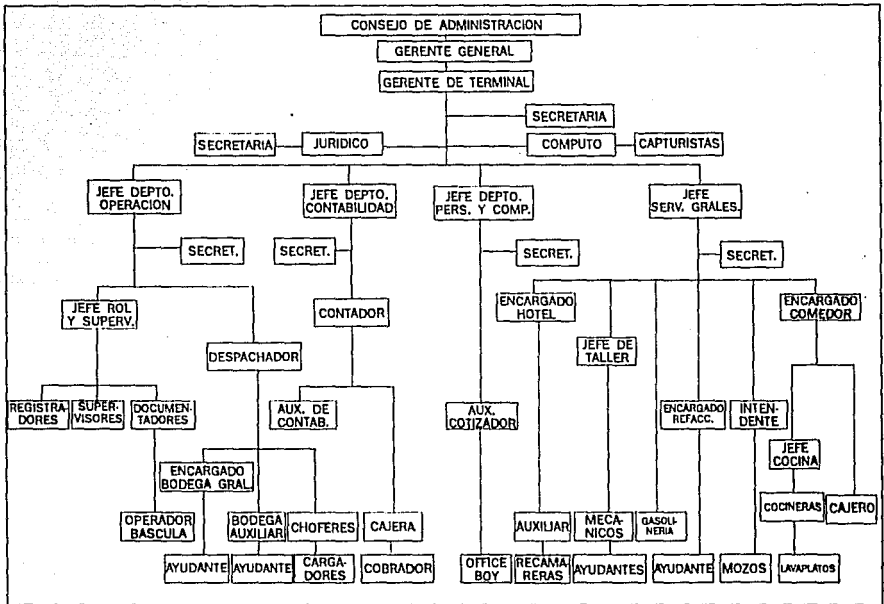 CONSEJO DE ADMINISTRACION
GERENTE GENERAL
GERENTE DE TERMINAL
SECRETARIA
SECRETARIA
JURIDICO
COMPUTO
CAPTURISTAS
JEFE DEPTO.
OPERACION
JEFE DEPTO.
CONTABILIDAD
JEFE DEPTO.
PERS. Y COMP.
JEFE
SERV. GRALES.
SECRET.
SECRET.
SECRET.
SECRET.
JEFE ROL
Y SUPERV.
CONTADOR
ENCARGADO
HOTEL
ENCARGADO
COMEDOR
DESPACHADOR
JEFE DE
TALLER
REGISTRA-
DORES
SUPER-
VISORES
DOCUMEN-
TADORES
AUX. DE
CONTAB.
AUX.
COTIZADOR
ENCARGADO
REFACC.
INTEN-
DENTE
ENCARGADO
BODEGA GRAL.
JEFE
COCINA
OPERADOR
BASCULA
BODEGA
AUXILIAR
CHOFERES
CAJERA
AUXILIAR
MECA-
NICOS
GASOLI-
NERIA
COCINERAS
CAJERO
AYUDANTE
AYUDANTE
CARGA-
DORES
COBRADOR
OFFICE
BOY
RECAMA-
RERAS
AYUDANTES
AYUDANTE
MOZOS
LAVAPLATOS